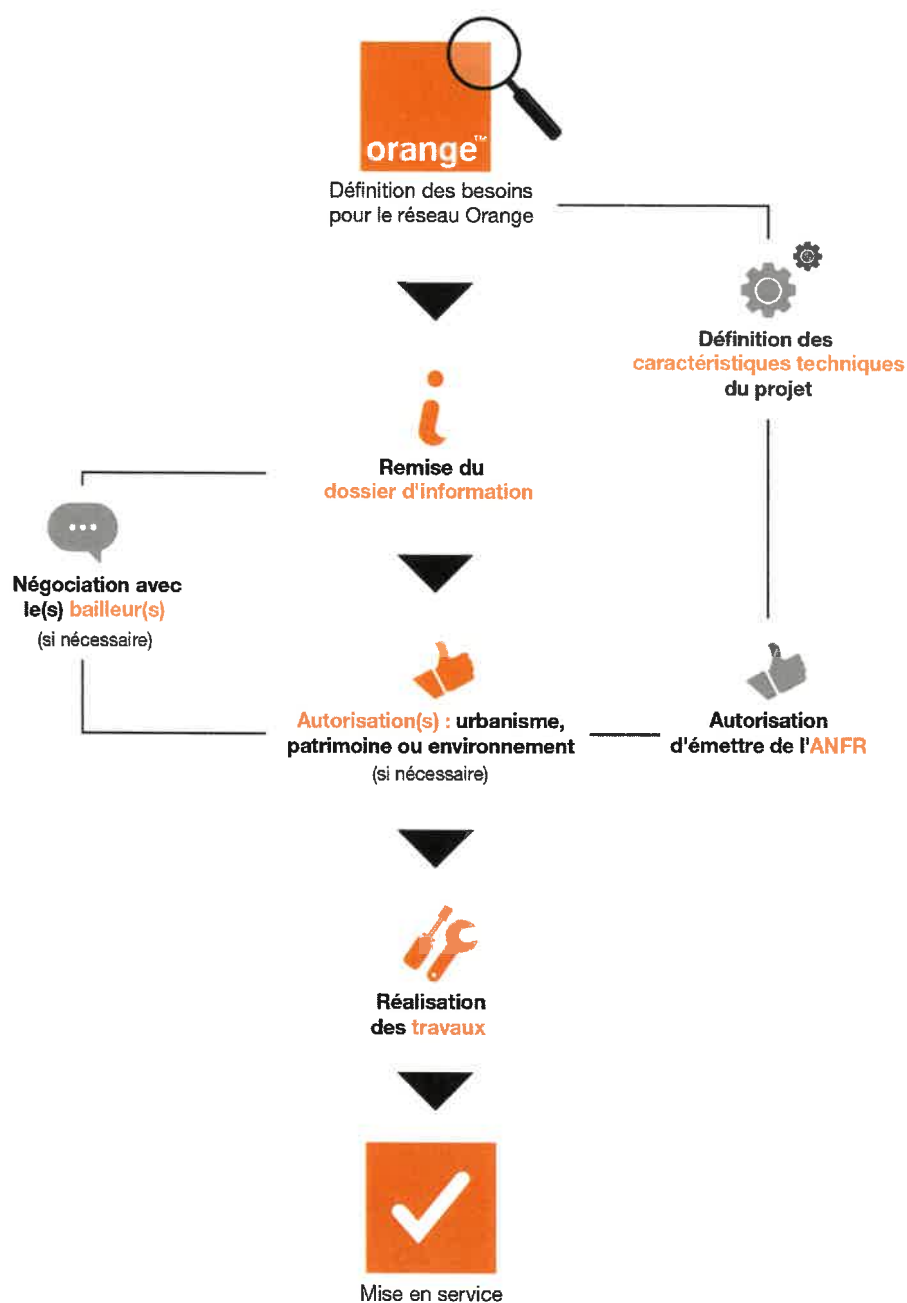 orange™
Définition des besoins
pour le réseau Orange
Définition des
caractéristiques techniques
du projet
Remise du
dossier d'information
Négociation avec
le(s) bailleur(s)
(si nécessaire)
Autorisation(s) : urbanisme,
patrimoine ou environnement
(si nécessaire)
Autorisation
d'émettre de l'ANFR
Réalisation
des travaux
Mise en service